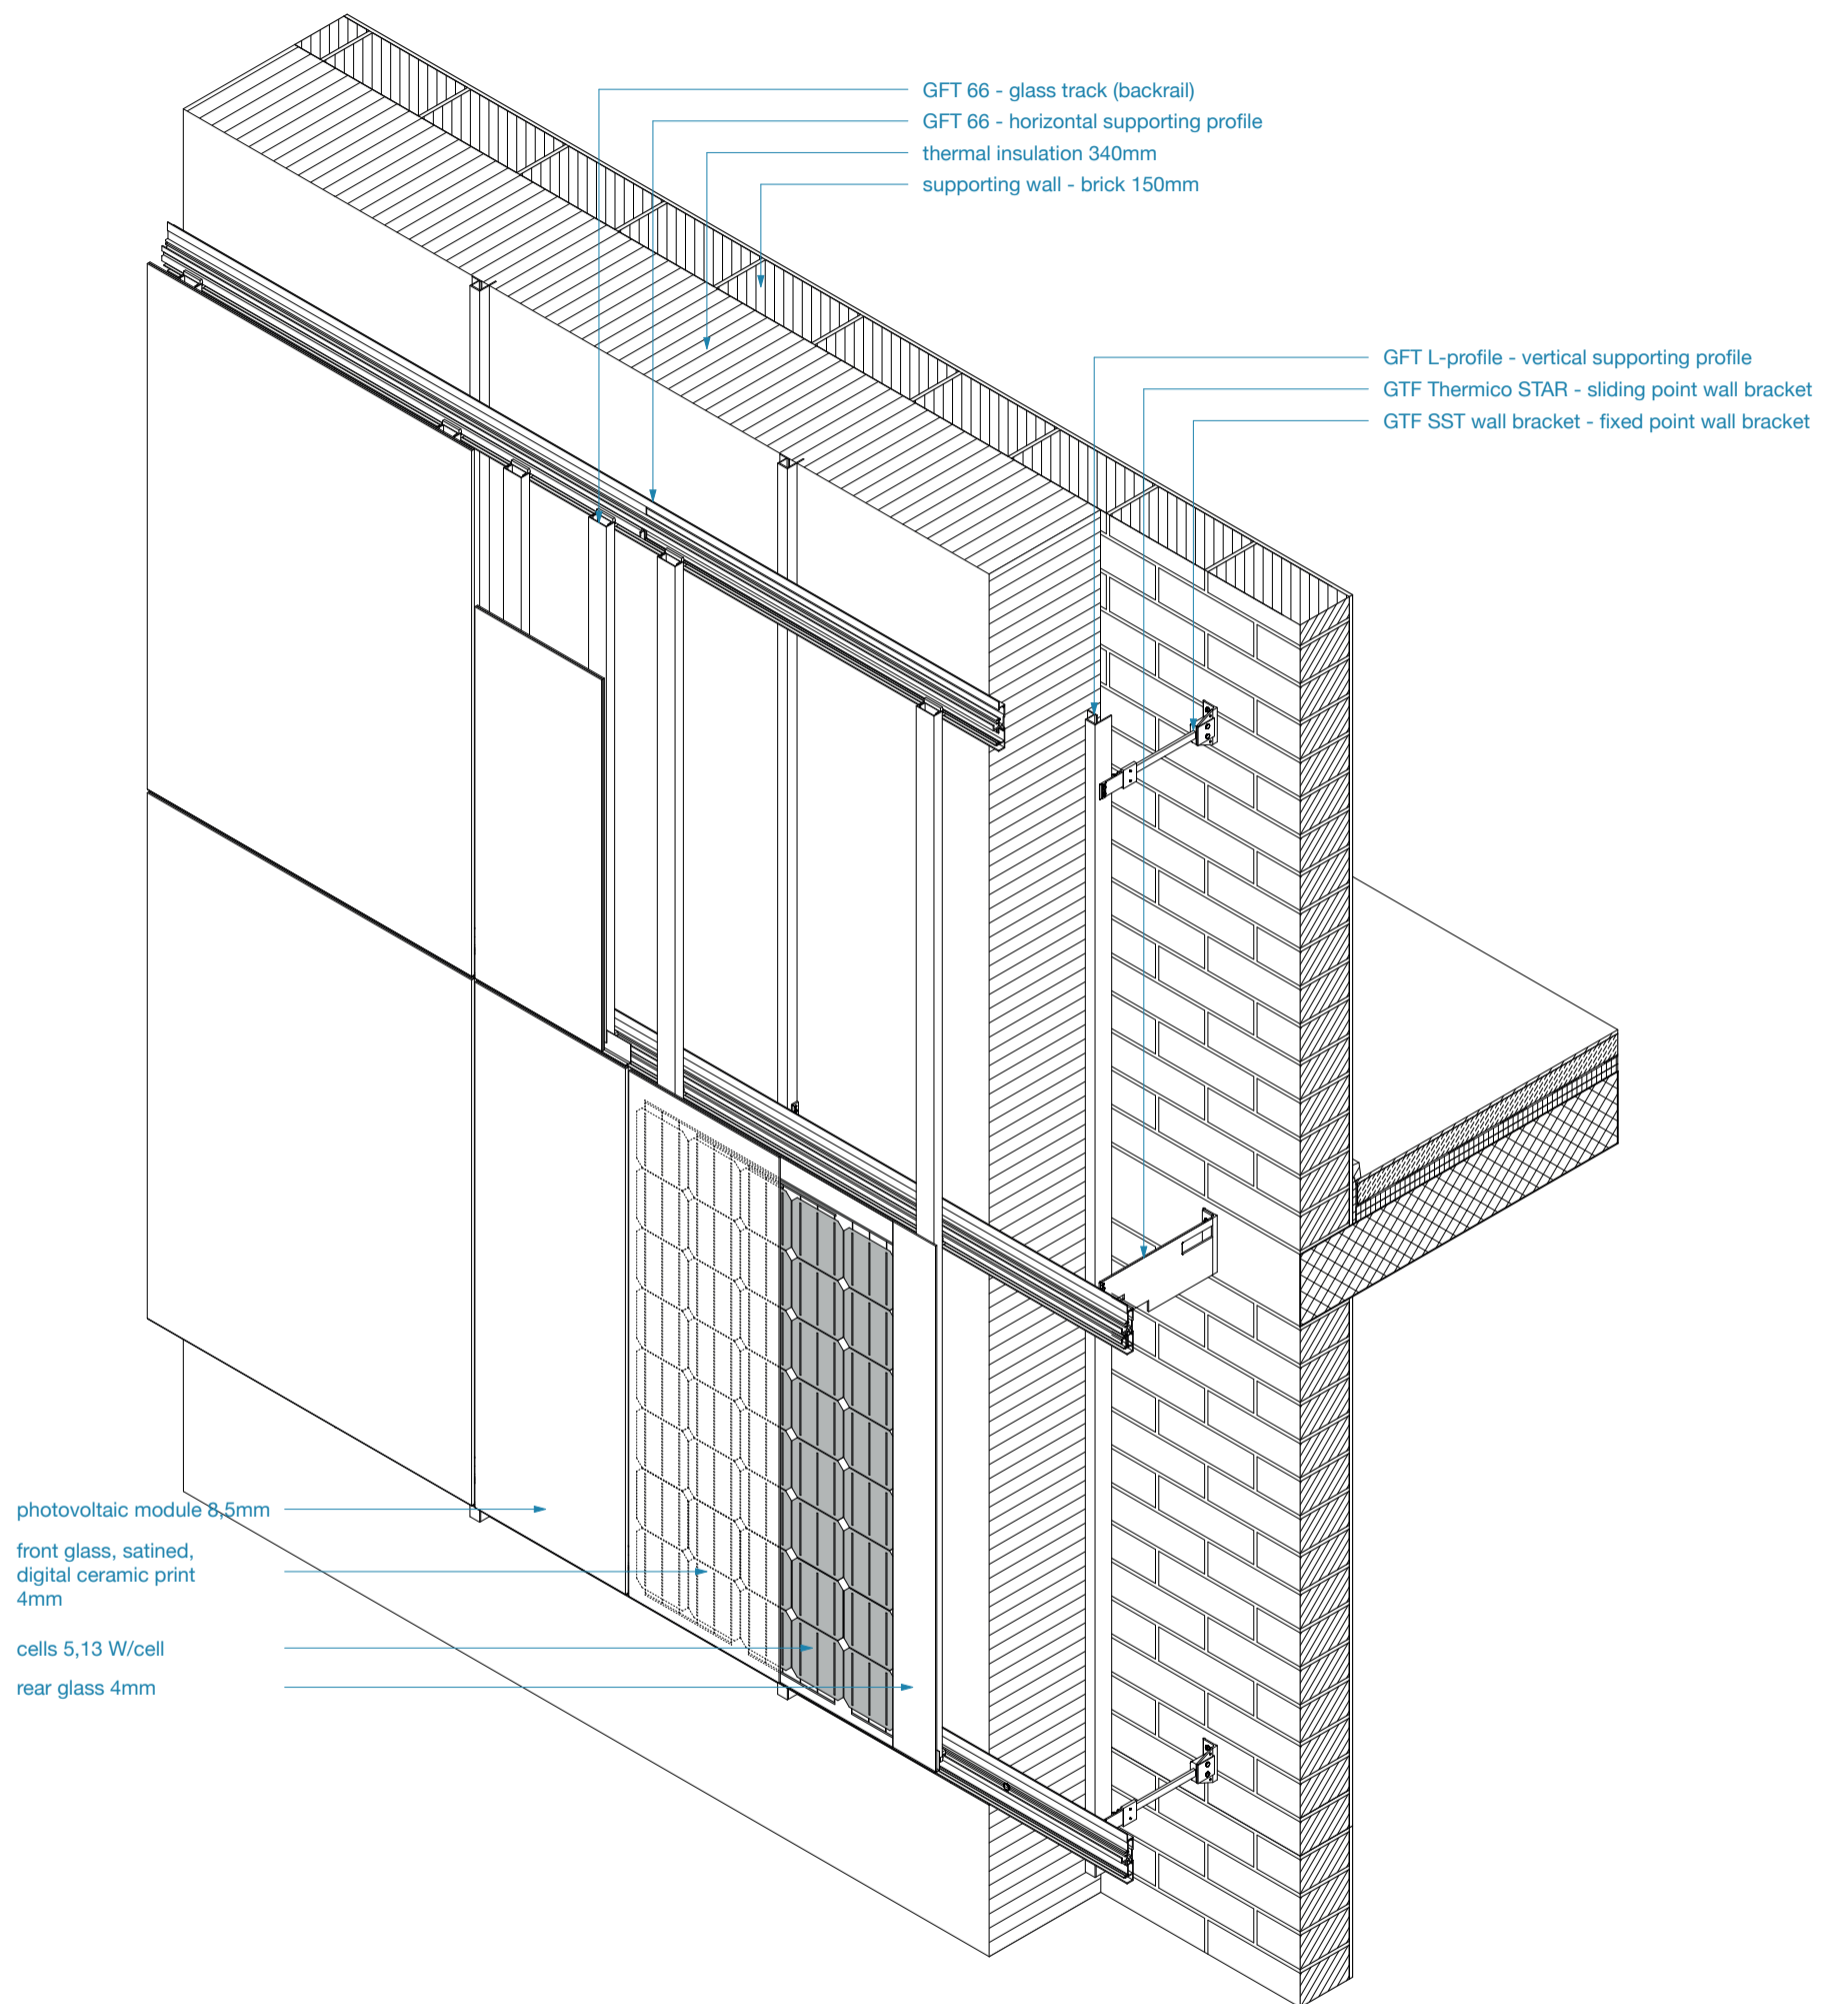 GFT 66 - glass track (backrail)
GFT 66 - horizontal supporting profile
thermal insulation 340mm
supporting wall - brick 150mm
GFT L-profile - vertical supporting profile
GTF Thermico STAR - sliding point wall bracket
GTF SST wall bracket - fixed point wall bracket
photovoltaic module 8,5mm
front glass, satined,
digital ceramic print
4mm
cells 5,13 W/cell
rear glass 4mm